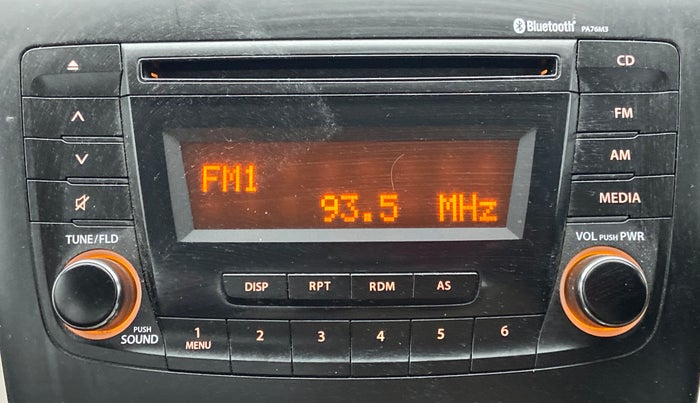 Bluetooth® PA76M3
CD
FM
AM
MEDIA
FM1
93.5 MHz
TUNE/FLD
VOL PUSH PWR
DISP RPT RDM AS
PUSH
SOUND
1 2 3 4 5 6
MENU